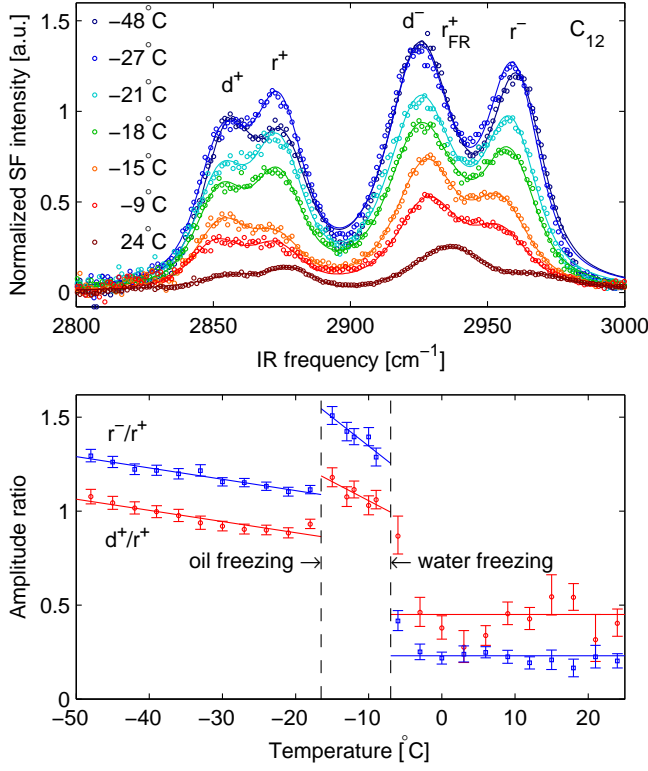 Normalized SF intensity [a.u.]
1.5
1
0.5
0
−48°C
−27°C
−21°C
−18°C
−15°C
−9°C
24°C
d⁺
r⁺
d⁻
r⁺FR
r⁻
C₁₂
2800
2850
2900
2950
3000
IR frequency [cm⁻¹]
Amplitude ratio
1.5
1
0.5
0
r⁻/r⁺
d⁺/r⁺
oil freezing →
← water freezing
−50
−40
−30
−20
−10
0
10
20
Temperature [°C]